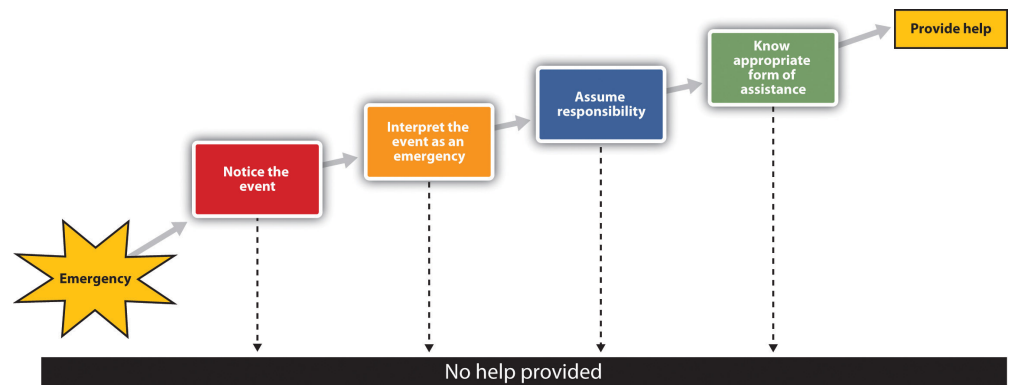 Emergency
Notice the
event
Interpret the
event as an
emergency
Assume
responsibility
Know
appropriate
form of
assistance
Provide help
No help provided